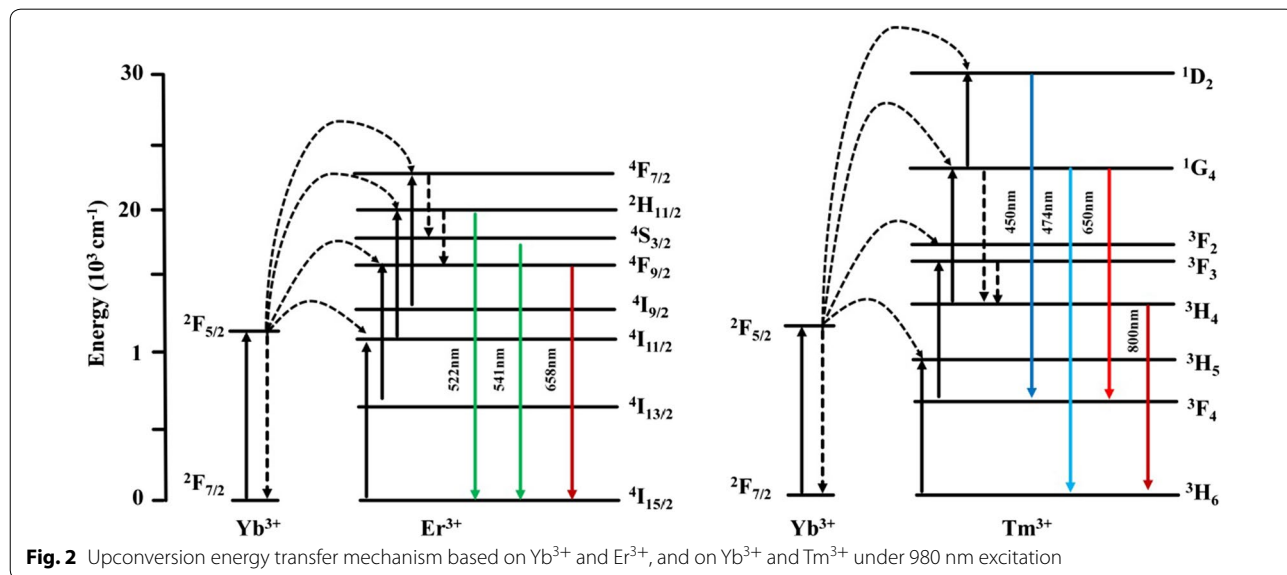 Energy (10³ cm⁻¹)
30
20
1
0
²F₅/₂
²F₇/₂
Yb³⁺
⁴F₇/₂
²H₁₁/₂
⁴S₃/₂
⁴F₉/₂
⁴I₉/₂
⁴I₁₁/₂
⁴I₁₃/₂
⁴I₁₅/₂
522nm
541nm
658nm
Er³⁺
²F₅/₂
²F₇/₂
Yb³⁺
¹D₂
¹G₄
³F₂
³F₃
³H₄
³H₅
³F₄
³H₆
450nm
474nm
650nm
800nm
Tm³⁺
Fig. 2 Upconversion energy transfer mechanism based on Yb³⁺ and Er³⁺, and on Yb³⁺ and Tm³⁺ under 980 nm excitation